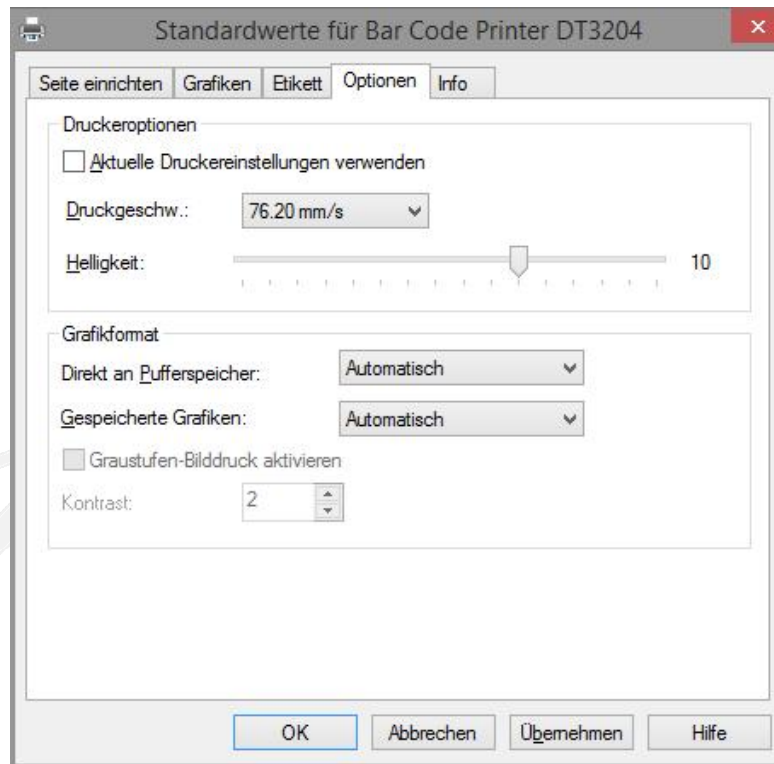 Standardwerte für Bar Code Printer DT3204
Seite einrichten Grafiken Etikett Optionen Info
Druckeroptionen
Aktuelle Druckereinstellungen verwenden
Druckgeschw.: 76.20 mm/s
Helligkeit: 10
Grafikformat
Direkt an Pufferspeicher: Automatisch
Gespeicherte Grafiken: Automatisch
Graustufen-Bilddruck aktivieren
Kontrast: 2
OK Abbrechen Übernehmen Hilfe